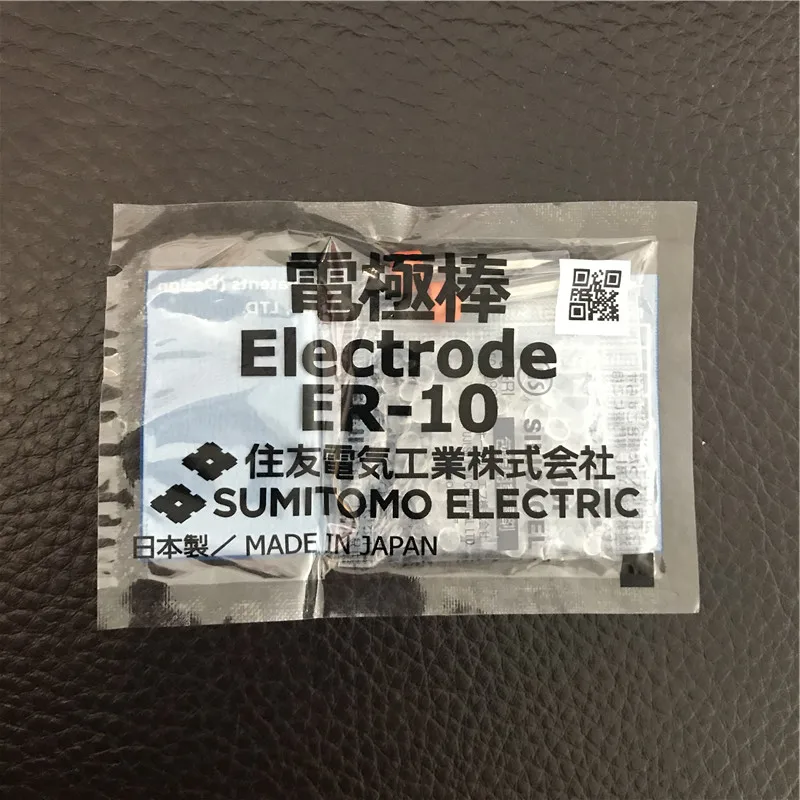 電極棒
Electrode
ER-10
住友電気工業株式会社
SUMITOMO ELECTRIC
日本製／MADE IN JAPAN